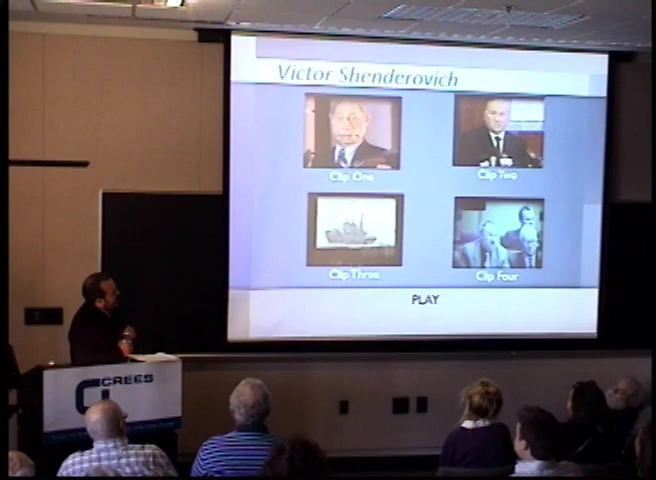 Victor Shenderovich
Clip One
Clip Two
Clip Three
Clip Four
PLAY
CREES